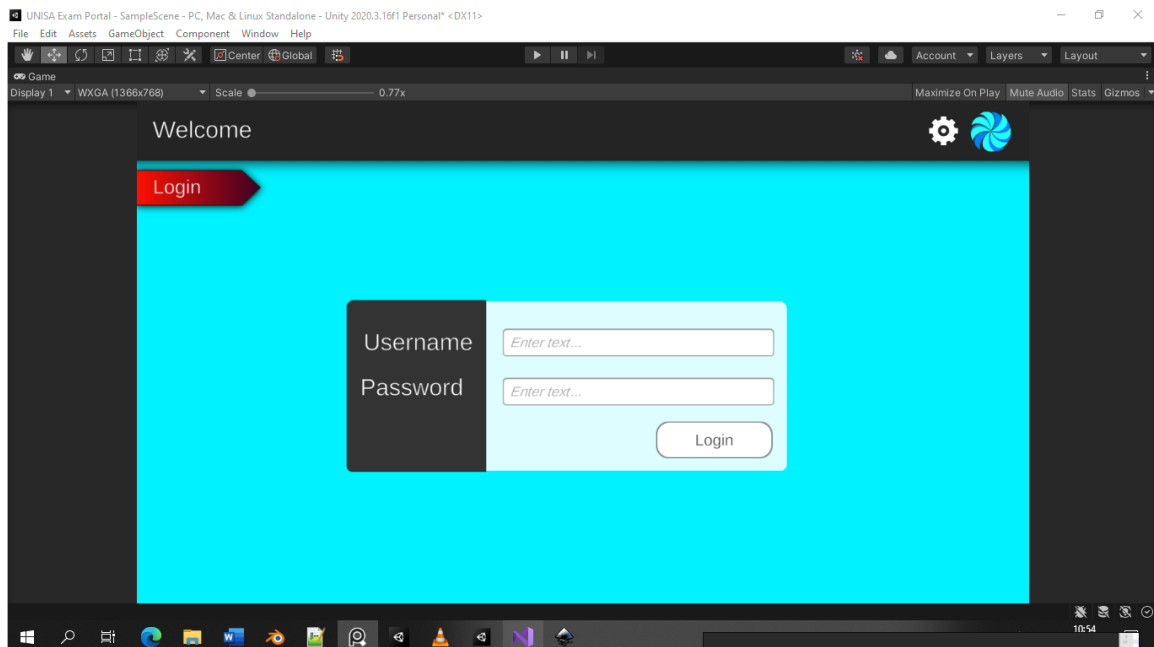 UNISA Exam Portal - SampleScene - PC, Mac & Linux Standalone - Unity 2020.3.16f1 Personal* <DX11>
File Edit Assets GameObject Component Window Help
Center Global Account Layers Layout
Game
Display 1 WXGA (1366x768) Scale 0.77x Maximize On Play Mute Audio Stats Gizmos
Welcome
Login
Username Enter text...
Password Enter text...
Login
10:54